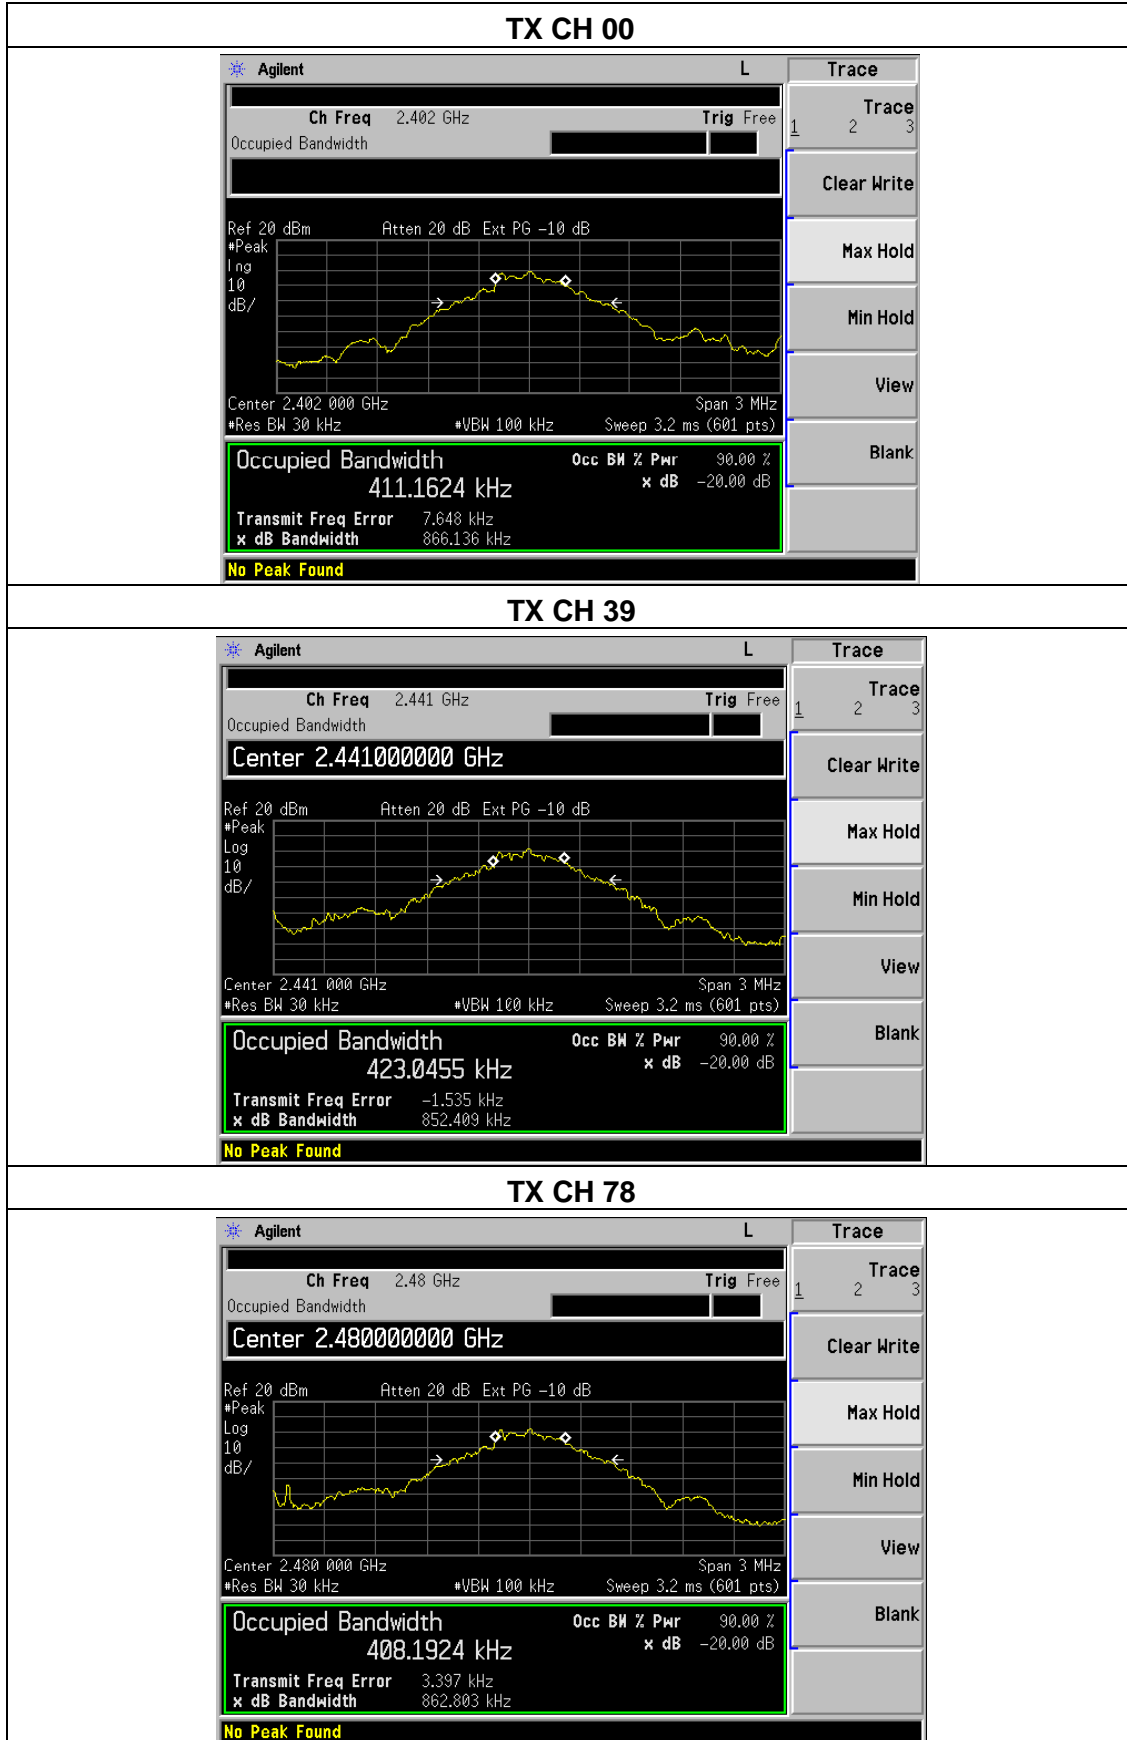 TX CH 00
Agilent L Trace
Ch Freq 2.402 GHz Trig Free
Occupied Bandwidth
Trace
1 2 3
Clear Write
Max Hold
Min Hold
View
Blank
Ref 20 dBm Atten 20 dB Ext PG -10 dB
#Peak
log
10
dB/
Center 2.402 000 GHz Span 3 MHz
#Res BW 30 kHz #VBW 100 kHz Sweep 3.2 ms (601 pts)
Occupied Bandwidth Occ BW % Pwr 90.00 %
411.1624 kHz x dB -20.00 dB
Transmit Freq Error 7.648 kHz
x dB Bandwidth 866.136 kHz
No Peak Found
TX CH 39
Agilent L Trace
Ch Freq 2.441 GHz Trig Free
Occupied Bandwidth
Center 2.441000000 GHz
Trace
1 2 3
Clear Write
Max Hold
Min Hold
View
Blank
Ref 20 dBm Atten 20 dB Ext PG -10 dB
#Peak
Log
10
dB/
Center 2.441 000 GHz Span 3 MHz
#Res BW 30 kHz #VBW 100 kHz Sweep 3.2 ms (601 pts)
Occupied Bandwidth Occ BW % Pwr 90.00 %
423.0455 kHz x dB -20.00 dB
Transmit Freq Error -1.535 kHz
x dB Bandwidth 852.409 kHz
No Peak Found
TX CH 78
Agilent L Trace
Ch Freq 2.48 GHz Trig Free
Occupied Bandwidth
Center 2.480000000 GHz
Trace
1 2 3
Clear Write
Max Hold
Min Hold
View
Blank
Ref 20 dBm Atten 20 dB Ext PG -10 dB
#Peak
Log
10
dB/
Center 2.480 000 GHz Span 3 MHz
#Res BW 30 kHz #VBW 100 kHz Sweep 3.2 ms (601 pts)
Occupied Bandwidth Occ BW % Pwr 90.00 %
408.1924 kHz x dB -20.00 dB
Transmit Freq Error 3.397 kHz
x dB Bandwidth 862.803 kHz
No Peak Found